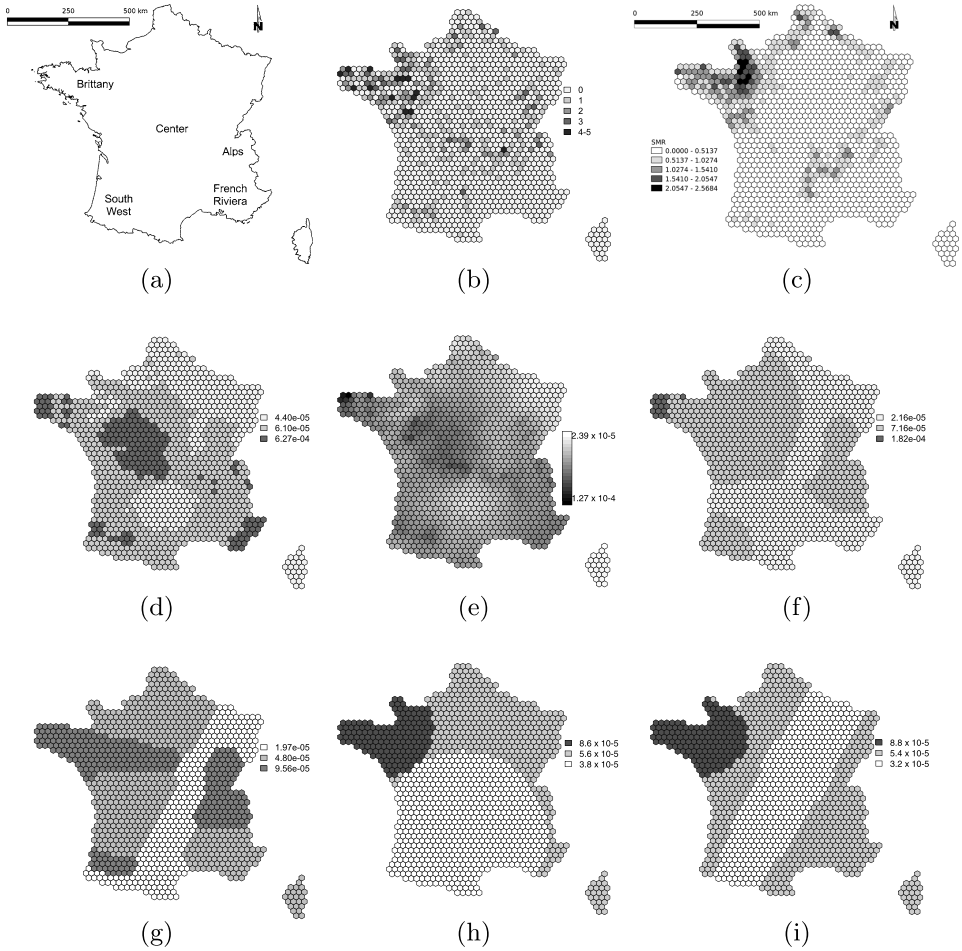 0 250 500 km
N
Brittany
Center
Alps
South
West
French
Riviera
(a)
0
1
2
3
4-5
(b)
0 250 500 km
N
SMR
0.0000 - 0.5137
0.5137 - 1.0274
1.0274 - 1.5410
1.5410 - 2.0547
2.0547 - 2.5684
(c)
4.40e-05
6.10e-05
6.27e-04
(d)
2.39 x 10-5
1.27 x 10-4
(e)
2.16e-05
7.16e-05
1.82e-04
(f)
1.97e-05
4.80e-05
9.56e-05
(g)
8.6 x 10-5
5.6 x 10-5
3.8 x 10-5
(h)
8.8 x 10-5
5.4 x 10-5
3.2 x 10-5
(i)